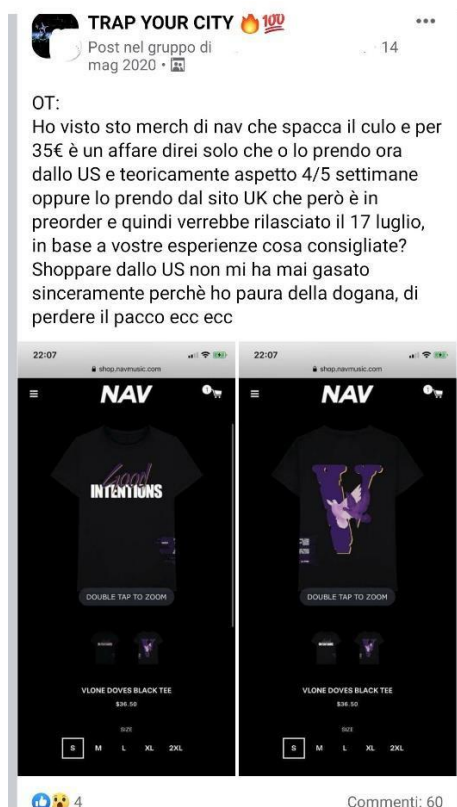 TRAP YOUR CITY 🔥💯
Post nel gruppo di 14
mag 2020 ·
OT:
Ho visto sto merch di nav che spacca il culo e per
35€ è un affare direi solo che o lo prendo ora
dallo US e teoricamente aspetto 4/5 settimane
oppure lo prendo dal sito UK che però è in
preorder e quindi verrebbe rilasciato il 17 luglio,
in base a vostre esperienze cosa consigliate?
Shoppare dallo US non mi ha mai gasato
sinceramente perchè ho paura della dogana, di
perdere il pacco ecc ecc
22:07
shop.navmusic.com
NAV
1
GOOD
INTENTIONS
DOUBLE TAP TO ZOOM
VLONE DOVES BLACK TEE
$36.50
SIZE
S M L XL 2XL
22:07
shop.navmusic.com
NAV
1
V
DOUBLE TAP TO ZOOM
VLONE DOVES BLACK TEE
$36.50
SIZE
S M L XL 2XL
4 Commenti: 60